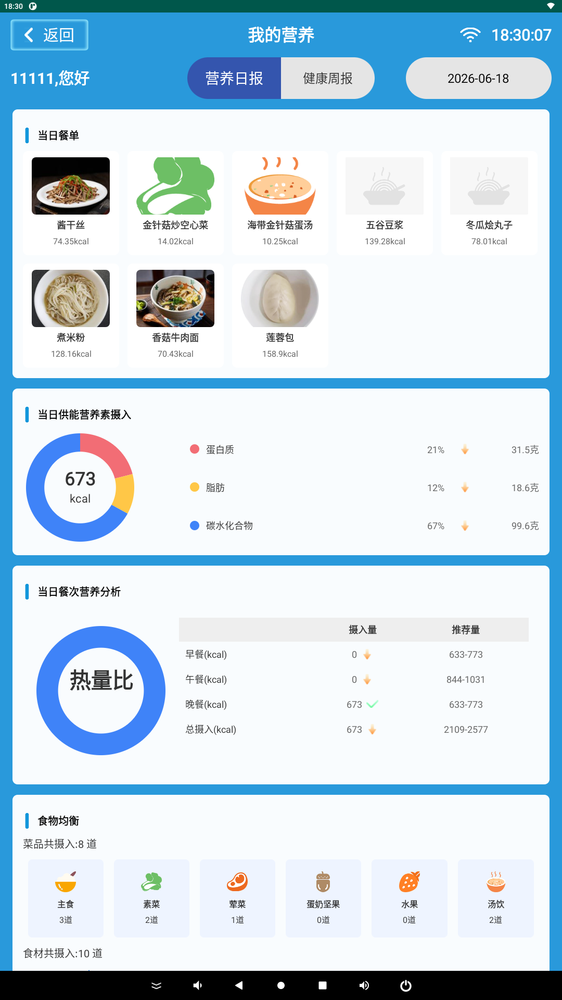 18:30
返回
我的营养
18:30:07
11111,您好
营养日报
健康周报
2026-06-18
当日餐单
酱干丝
74.35kcal
金针菇炒空心菜
14.02kcal
海带金针菇蛋汤
10.25kcal
五谷豆浆
139.28kcal
冬瓜烩丸子
78.01kcal
煮米粉
128.16kcal
香菇牛肉面
70.43kcal
莲蓉包
158.9kcal
当日供能营养素摄入
673
kcal
蛋白质 21% 31.5克
脂肪 12% 18.6克
碳水化合物 67% 99.6克
当日餐次营养分析
热量比
摄入量 推荐量
早餐(kcal) 0 633-773
午餐(kcal) 0 844-1031
晚餐(kcal) 673 633-773
总摄入(kcal) 673 2109-2577
食物均衡
菜品共摄入:8 道
主食
3道
素菜
2道
荤菜
1道
蛋奶坚果
0道
水果
0道
汤饮
2道
食材共摄入:10 道